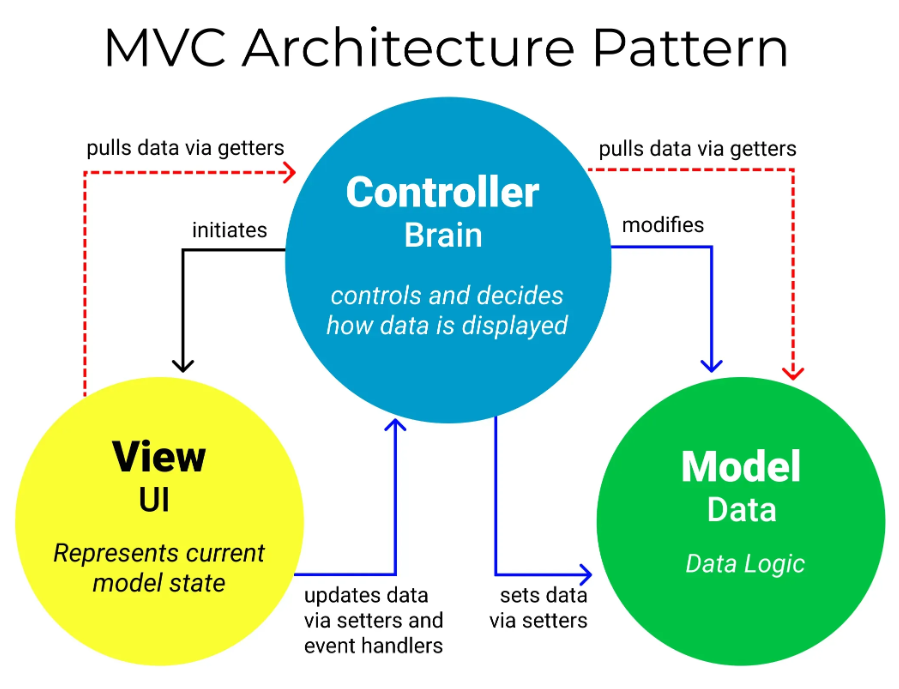 MVC Architecture Pattern
pulls data via getters
pulls data via getters
Controller
Brain
initiates
modifies
controls and decides
how data is displayed
View
UI
Represents current
model state
Model
Data
Data Logic
updates data
via setters and
event handlers
sets data
via setters